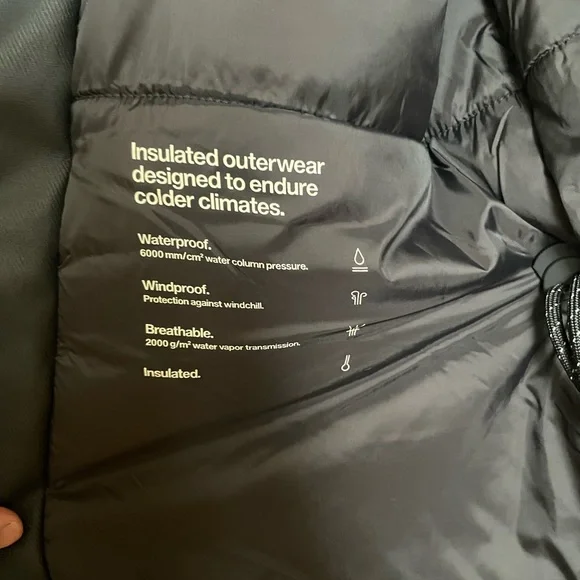 Insulated outerwear
designed to endure
colder climates.
Waterproof.
6000 mm/cm² water column pressure.
Windproof.
Protection against windchill.
Breathable.
2000 g/m² water vapor transmission.
Insulated.